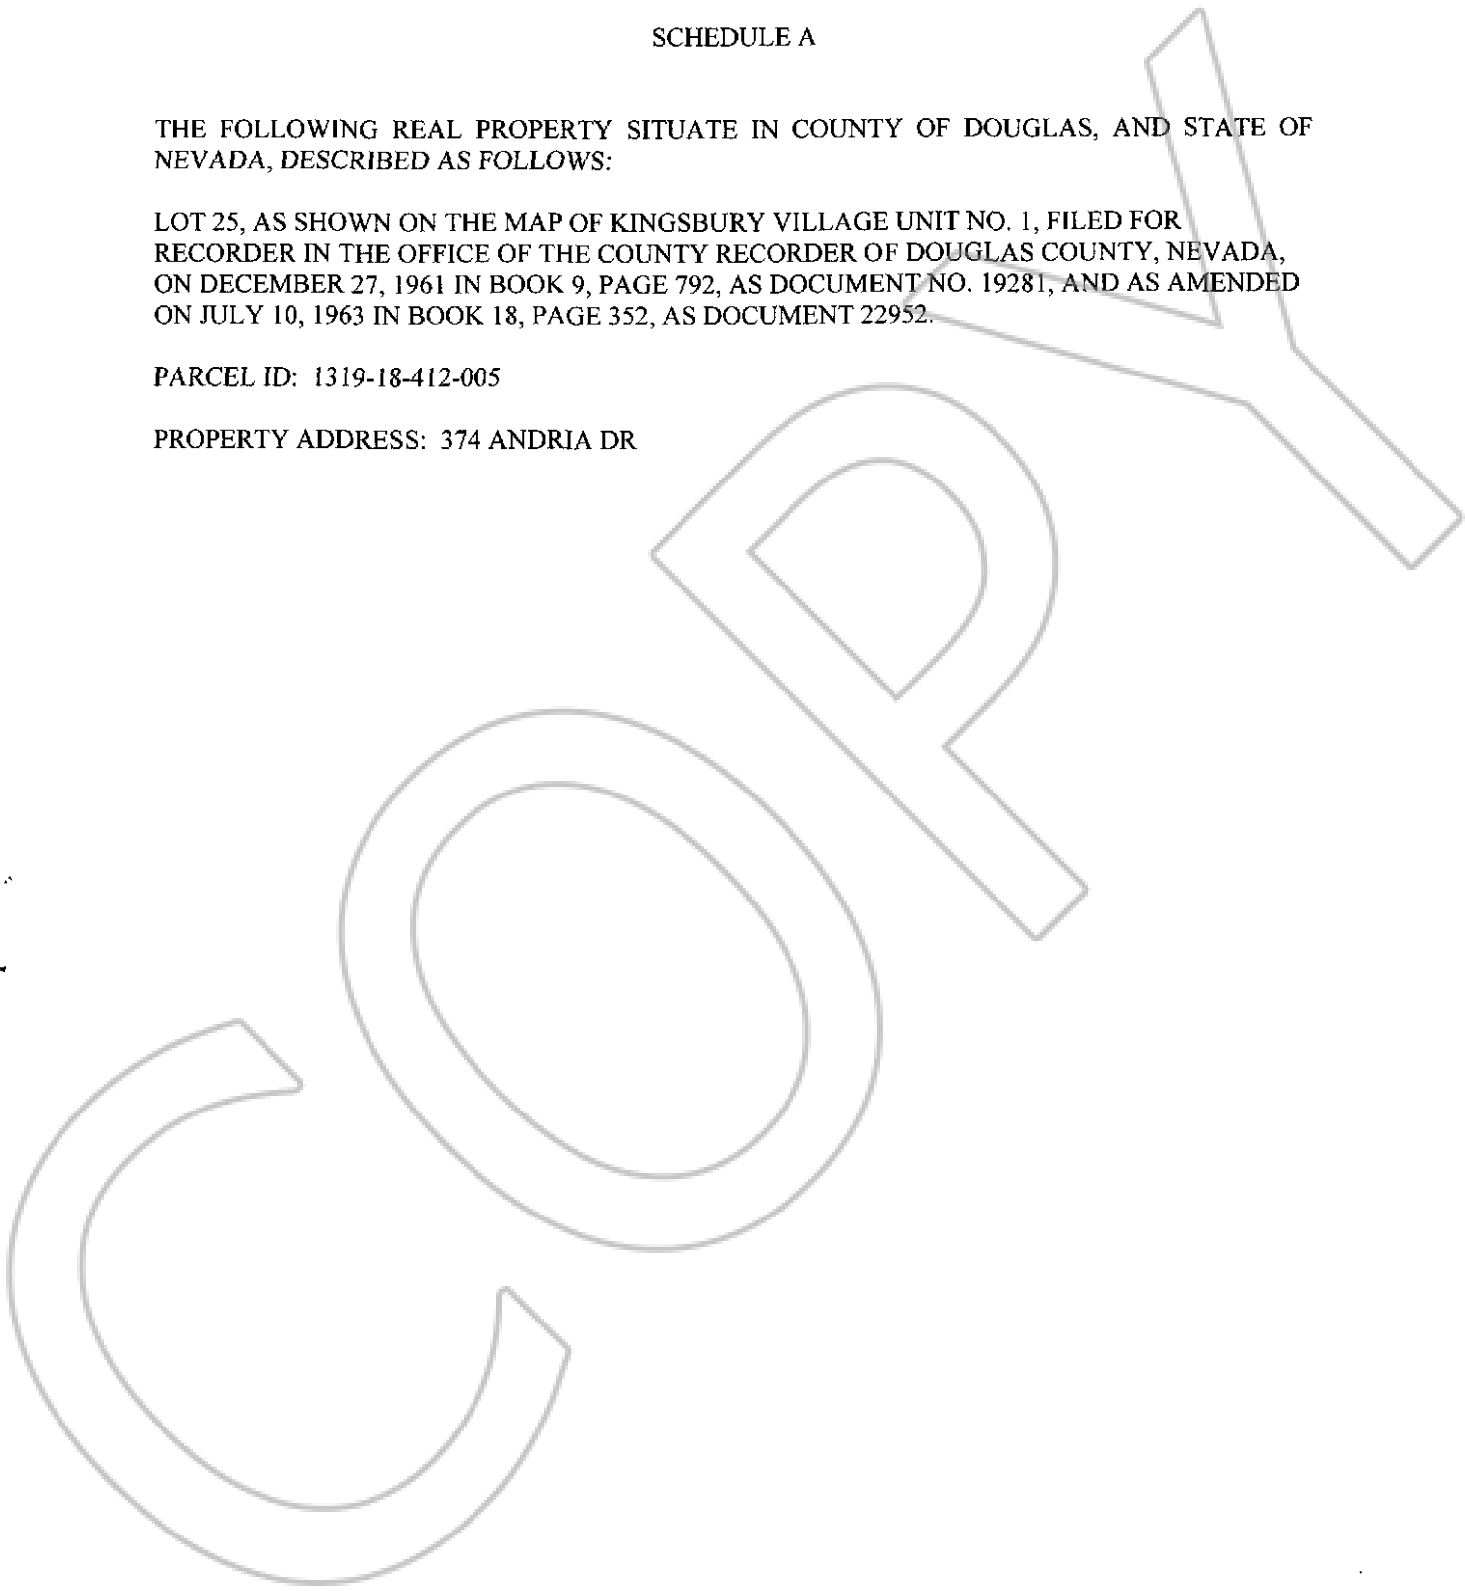 SCHEDULE A
THE FOLLOWING REAL PROPERTY SITUATE IN COUNTY OF DOUGLAS, AND STATE OF
NEVADA, DESCRIBED AS FOLLOWS:
LOT 25, AS SHOWN ON THE MAP OF KINGSBURY VILLAGE UNIT NO. 1, FILED FOR
RECORDER IN THE OFFICE OF THE COUNTY RECORDER OF DOUGLAS COUNTY, NEVADA,
ON DECEMBER 27, 1961 IN BOOK 9, PAGE 792, AS DOCUMENT NO. 19281, AND AS AMENDED
ON JULY 10, 1963 IN BOOK 18, PAGE 352, AS DOCUMENT 22952.
PARCEL ID: 1319-18-412-005
PROPERTY ADDRESS: 374 ANDRIA DR
COPY